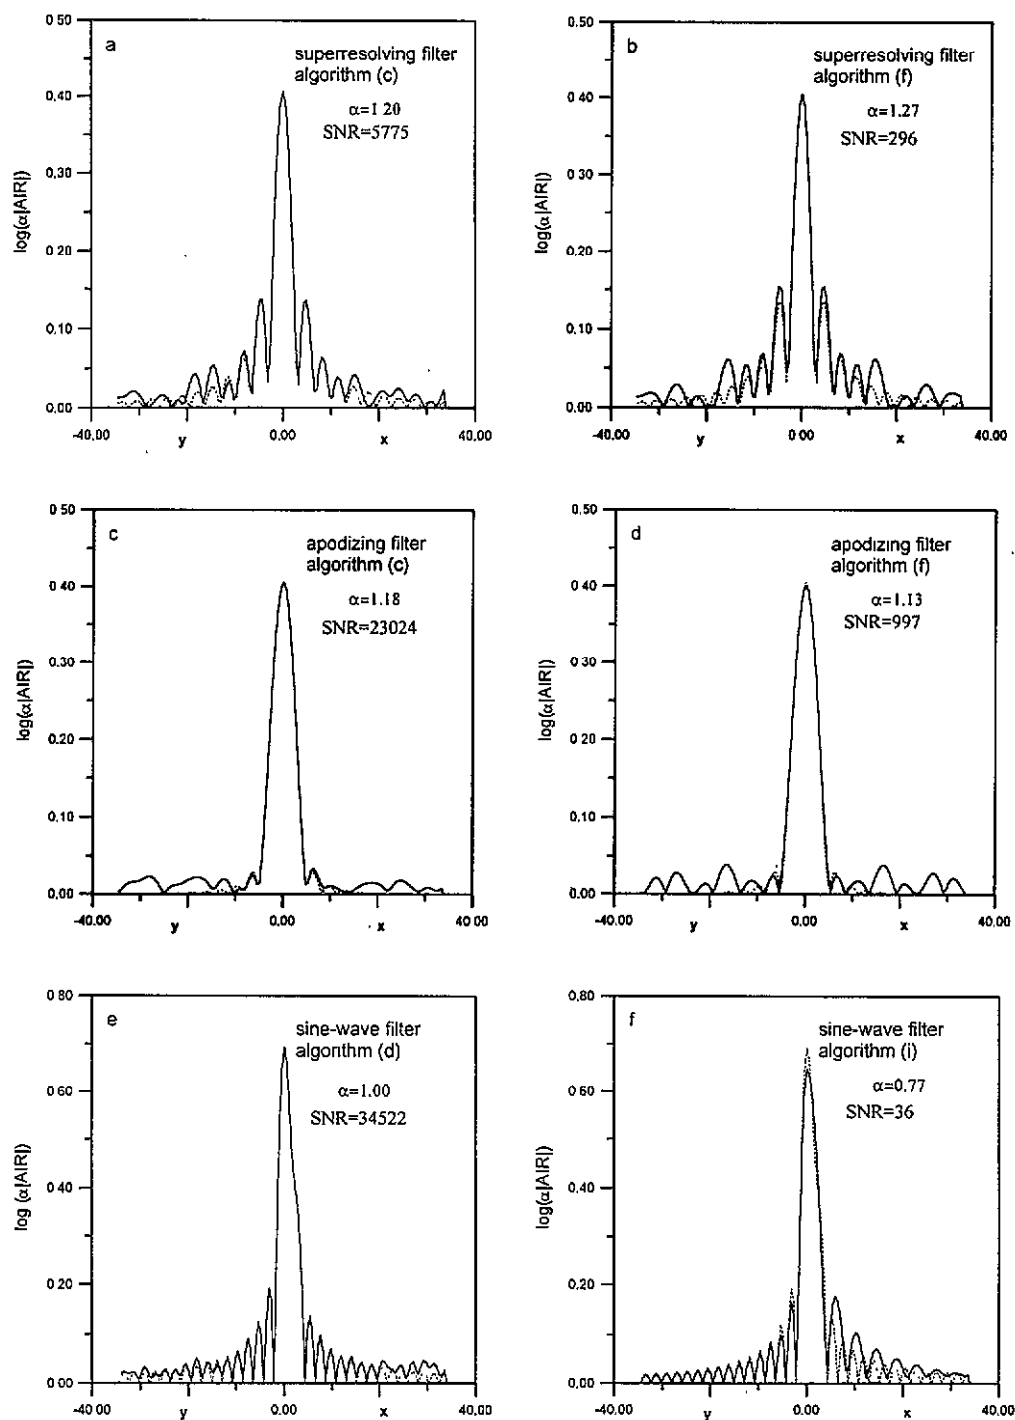 a
superresolving filter
algorithm (c)
α=1 20
SNR=5775
0.50
0.40
0.30
0.20
0.10
0.00
log(α|AIR|)
-40.00
y
0.00
x
40.00
b
superresolving filter
algorithm (f)
α=1.27
SNR=296
0.50
0.40
0.30
0.20
0.10
0.00
log(α|AIR|)
-40.00
y
0.00
x
40.00
c
apodizing filter
algorithm (c)
α=1.18
SNR=23024
0 50
0 40
0.30
0.20
0.10
0.00
log(α|AIR|)
-40.00
y
0.00
x
40.00
d
apodizing filter
algorithm (f)
α=1.13
SNR=997
0 50
0 40
0 30
0 20
0 10
0.00
log(α|AIR|)
-40 00
y
0.00
x
40.00
e
sine-wave filter
algorithm (d)
α=1.00
SNR=34522
0 80
0 60
0 40
0 20
0.00
log (α|AIR|)
-40.00
y
0.00
x
40.00
f
sine-wave filter
algorithm (i)
α=0.77
SNR=36
0.80
0 60
0 40
0.20
0.00
log(α|AIR|)
-40.00
y
0.00
x
40.00